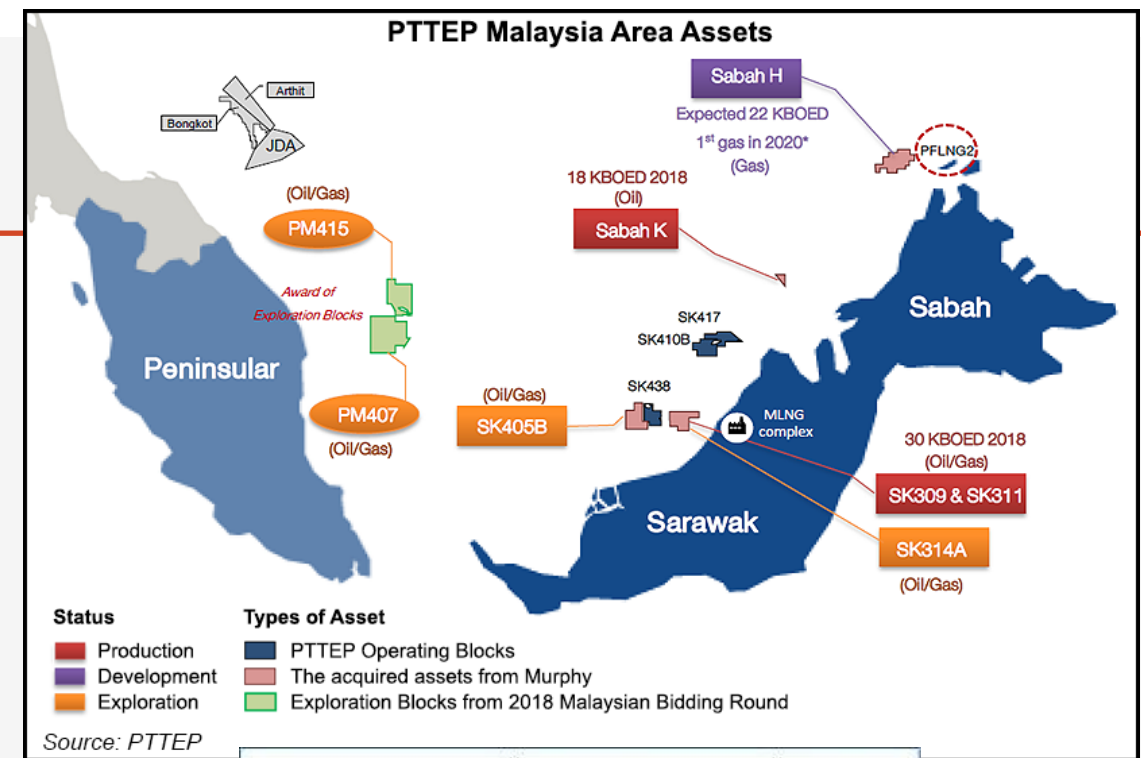 PTTEP Malaysia Area Assets
Arthit
Bongkot
JDA
Sabah H
Expected 22 KBOED
1st gas in 2020*
(Gas)
PFLNG2
18 KBOED 2018
(Oil)
Sabah K
(Oil/Gas)
PM415
Award of
Exploration Blocks
Sabah
SK417
SK410B
Peninsular
PM407
(Oil/Gas)
(Oil/Gas)
SK405B
SK438
MLNG
complex
30 KBOED 2018
(Oil/Gas)
SK309 & SK311
Sarawak
SK314A
(Oil/Gas)
Status
Production
Development
Exploration
Types of Asset
PTTEP Operating Blocks
The acquired assets from Murphy
Exploration Blocks from 2018 Malaysian Bidding Round
Source: PTTEP